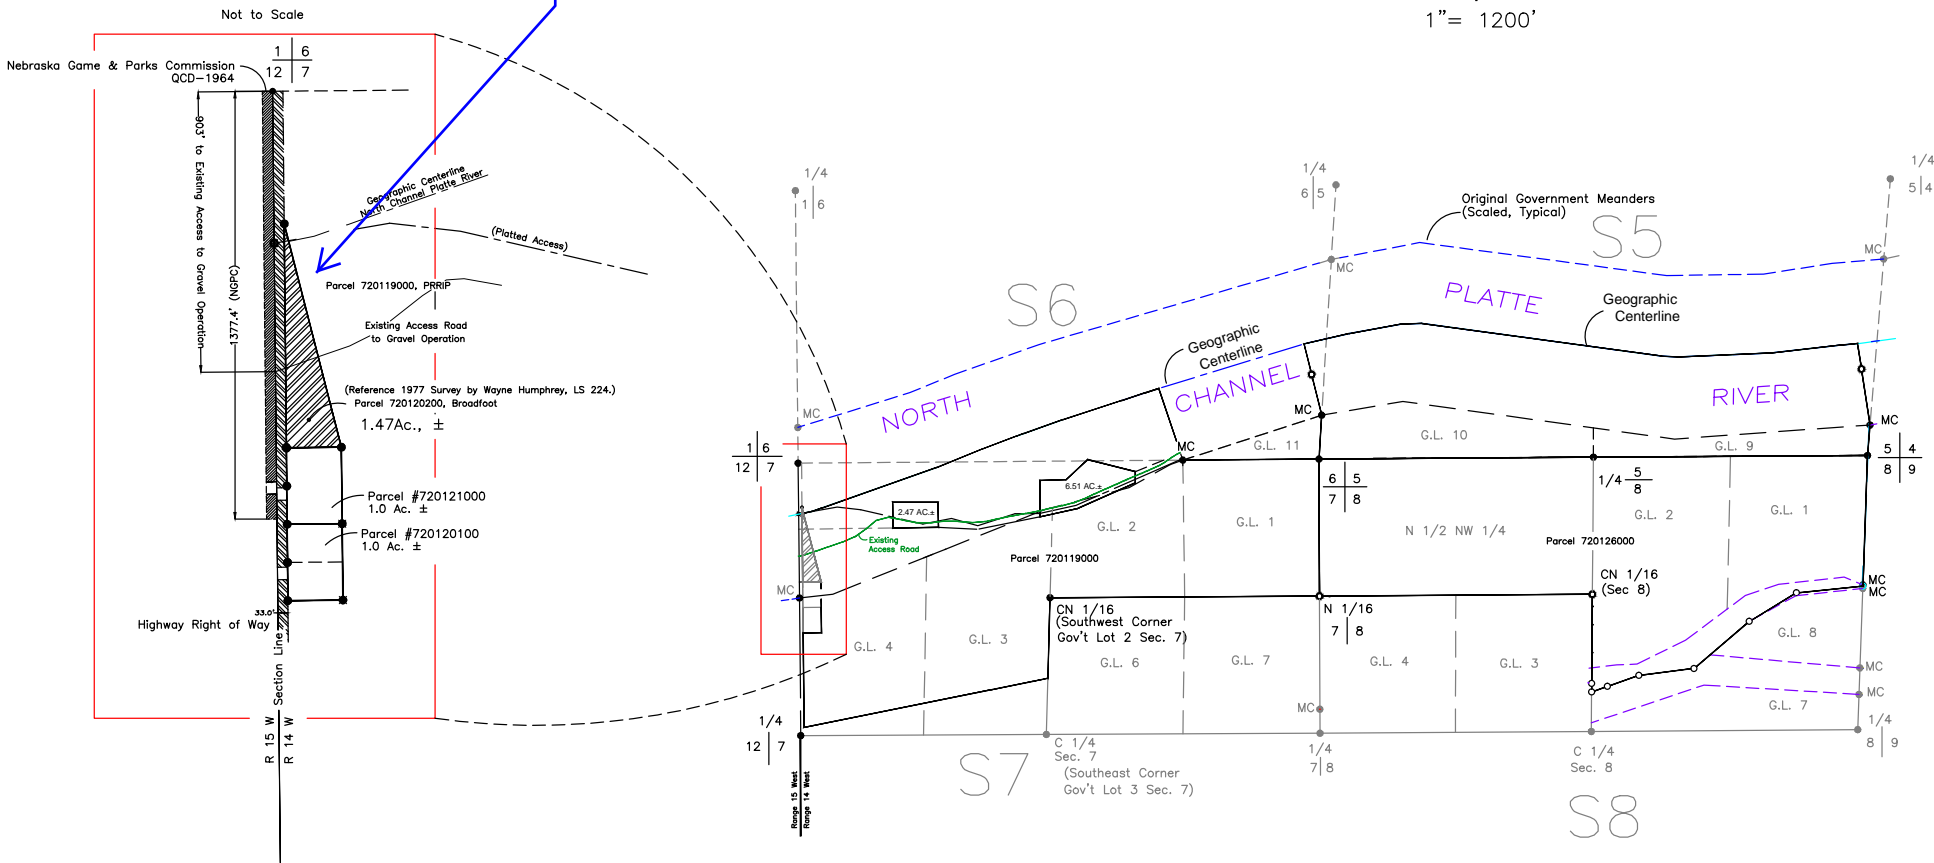 Not to Scale
1"= 1200'
1 6
12 7
Nebraska Game & Parks Commission
QCD-1964
903' to Existing Access to Gravel Operation
1377.4' (NGPC)
Geographic Centerline
North Channel Platte River
(Platted Access)
Parcel 720119000, PRRIP
Existing Access Road
to Gravel Operation
(Reference 1977 Survey by Wayne Humphrey, LS 224.)
Parcel 720120200, Broadfoot
1.47Ac., ±
Parcel #720121000
1.0 Ac. ±
Parcel #720120100
1.0 Ac. ±
33.0'
Highway Right of Way
Section Line
R 15 W
R 14 W
1/4
1 6
1/4
6 5
1/4
5 4
Original Government Meanders
(Scaled, Typical)
S5
S6
MC
MC
MC
PLATTE
Geographic
Centerline
Geographic
Centerline
NORTH
CHANNEL
RIVER
MC
MC
MC
1 6
12 7
G.L. 11
G.L. 10
G.L. 9
5 4
8 9
6 5
7 8
1/4 5
8
6.51 AC.±
2.47 AC.±
G.L. 2
G.L. 1
N 1/2 NW 1/4
G.L. 2
G.L. 1
Existing
Access Road
Parcel 720119000
Parcel 720126000
MC
CN 1/16
(Southwest Corner
Gov't Lot 2 Sec. 7)
N 1/16
7 8
CN 1/16
(Sec 8)
MC
MC
G.L. 4
G.L. 3
G.L. 6
G.L. 7
G.L. 4
G.L. 3
G.L. 8
MC
MC
MC
G.L. 7
1/4
12 7
C 1/4
Sec. 7
(Southeast Corner
Gov't Lot 3 Sec. 7)
1/4
7 8
C 1/4
Sec. 8
1/4
8 9
S7
S8
Range 15 West
Range 14 West